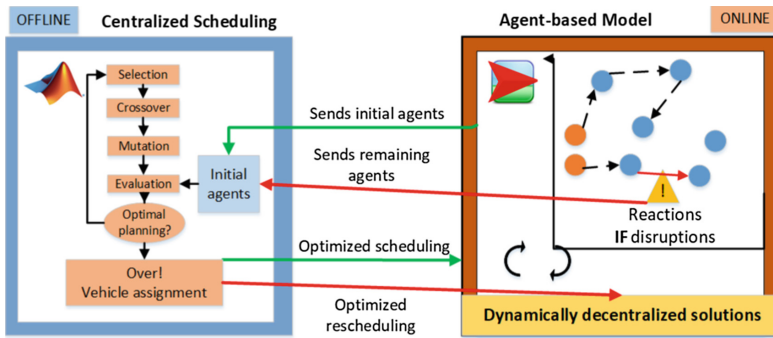 OFFLINE
Centralized Scheduling
Agent-based Model
ONLINE
Selection
Crossover
Mutation
Evaluation
Optimal
planning?
Over!
Vehicle assignment
Initial
agents
Sends initial agents
Sends remaining
agents
Optimized scheduling
Optimized
rescheduling
!
Reactions
IF disruptions
Dynamically decentralized solutions